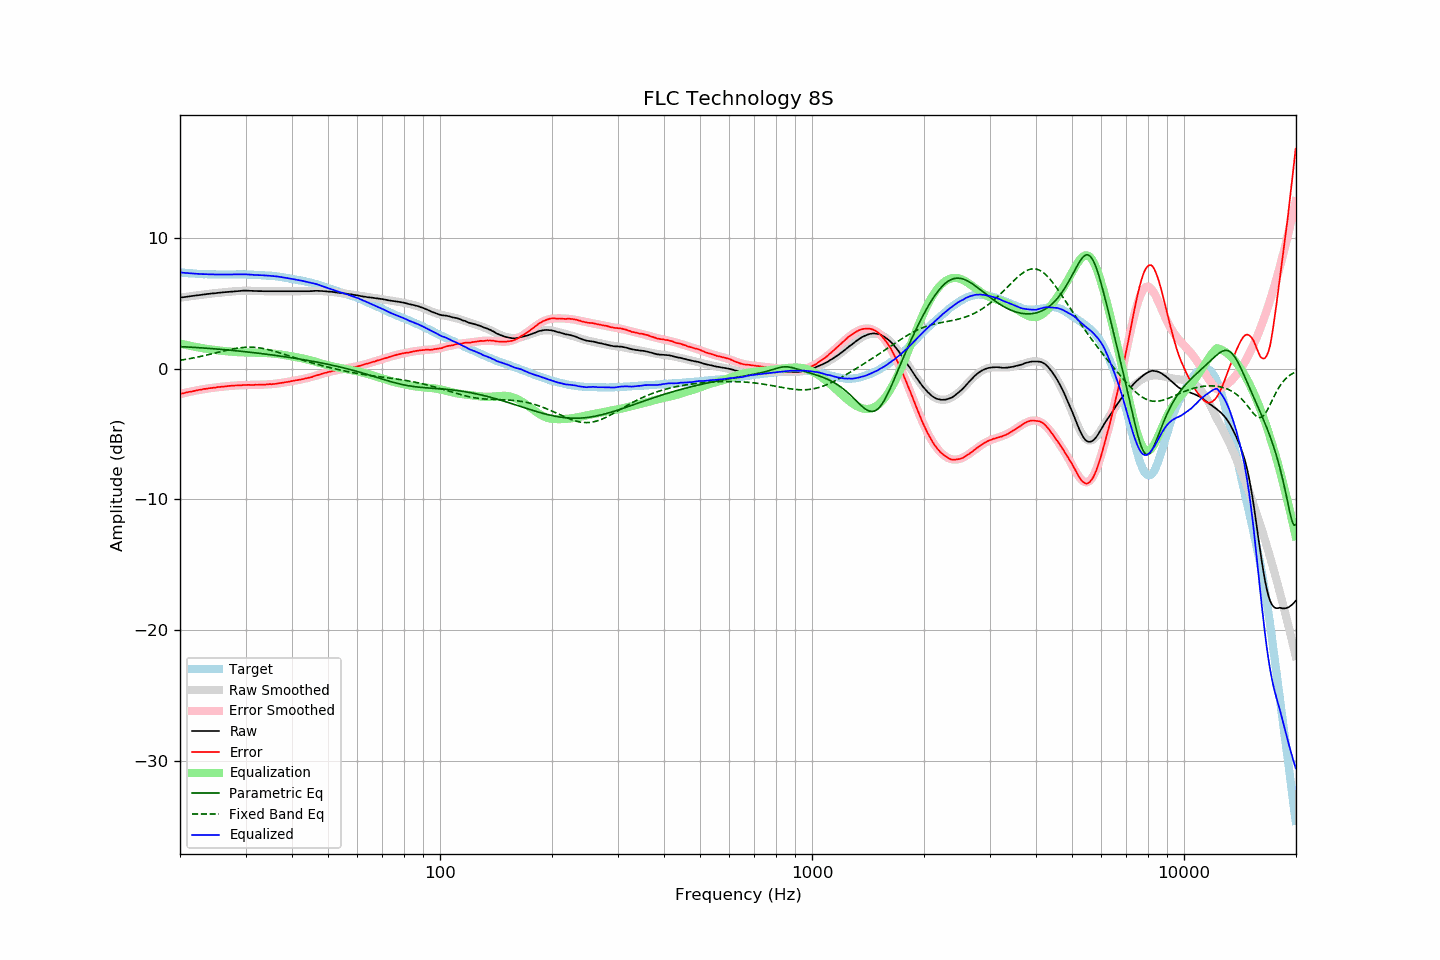 FLC Technology 8S
10
0
−10
−20
−30
Amplitude (dBr)
Target
Raw Smoothed
Error Smoothed
Raw
Error
Equalization
Parametric Eq
Fixed Band Eq
Equalized
100
1000
10000
Frequency (Hz)